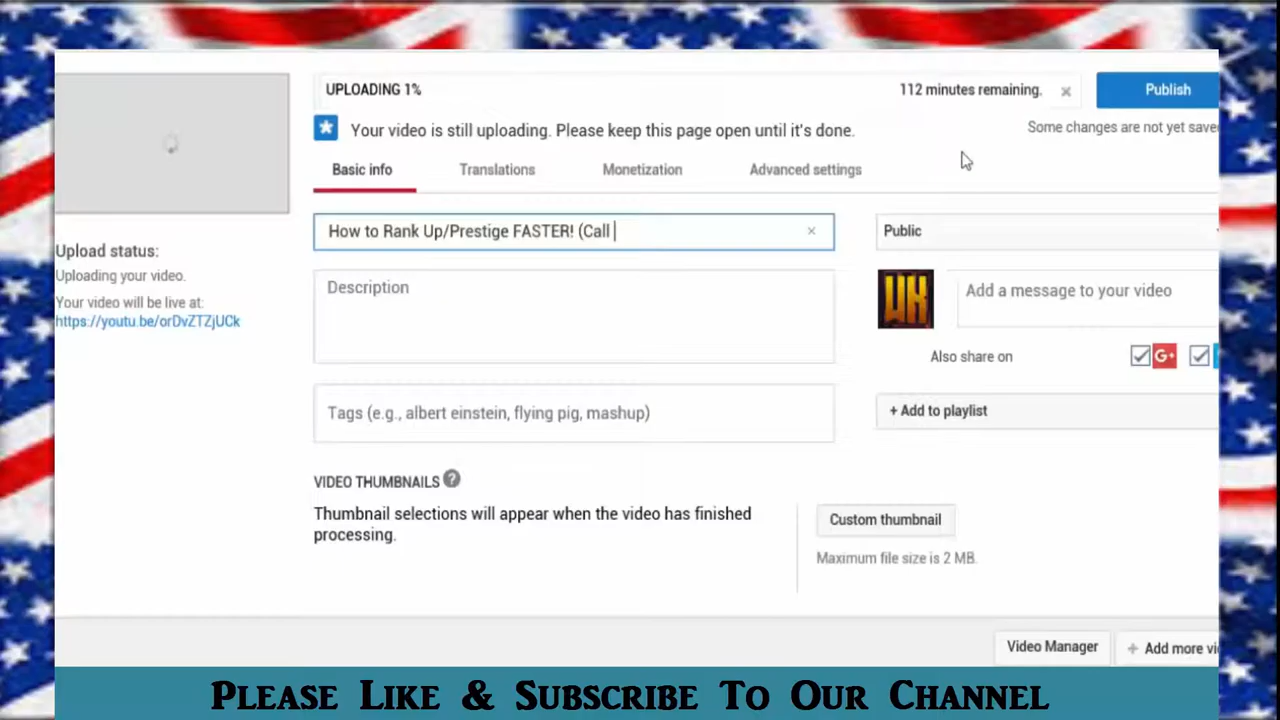 UPLOADING 1%
112 minutes remaining.
Publish
Your video is still uploading. Please keep this page open until it's done.
Some changes are not yet save
Basic info
Translations
Monetization
Advanced settings
How to Rank Up/Prestige FASTER! (Call
Public
Upload status:
Uploading your video.
Your video will be live at:
https://youtu.be/orDvZTZjUCk
Description
Add a message to your video
Also share on
G+
Tags (e.g., albert einstein, flying pig, mashup)
+ Add to playlist
VIDEO THUMBNAILS ?
Thumbnail selections will appear when the video has finished
processing.
Custom thumbnail
Maximum file size is 2 MB.
Video Manager
+ Add more vi
PLEASE LIKE & SUBSCRIBE TO OUR CHANNEL